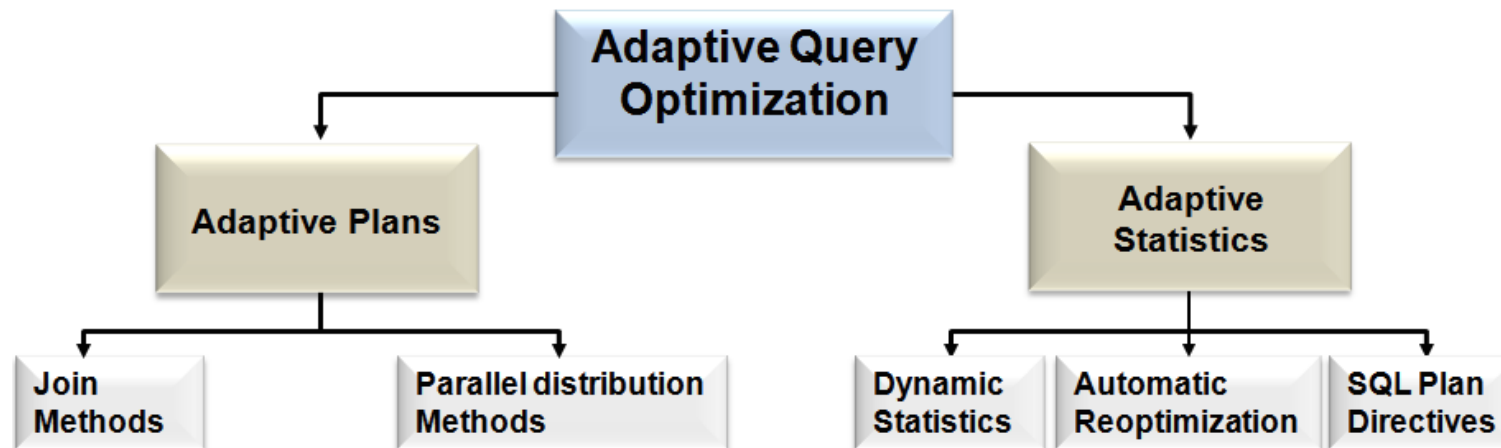 Adaptive Query
Optimization
Adaptive Plans
Adaptive
Statistics
Join
Methods
Parallel distribution
Methods
Dynamic
Statistics
Automatic
Reoptimization
SQL Plan
Directives